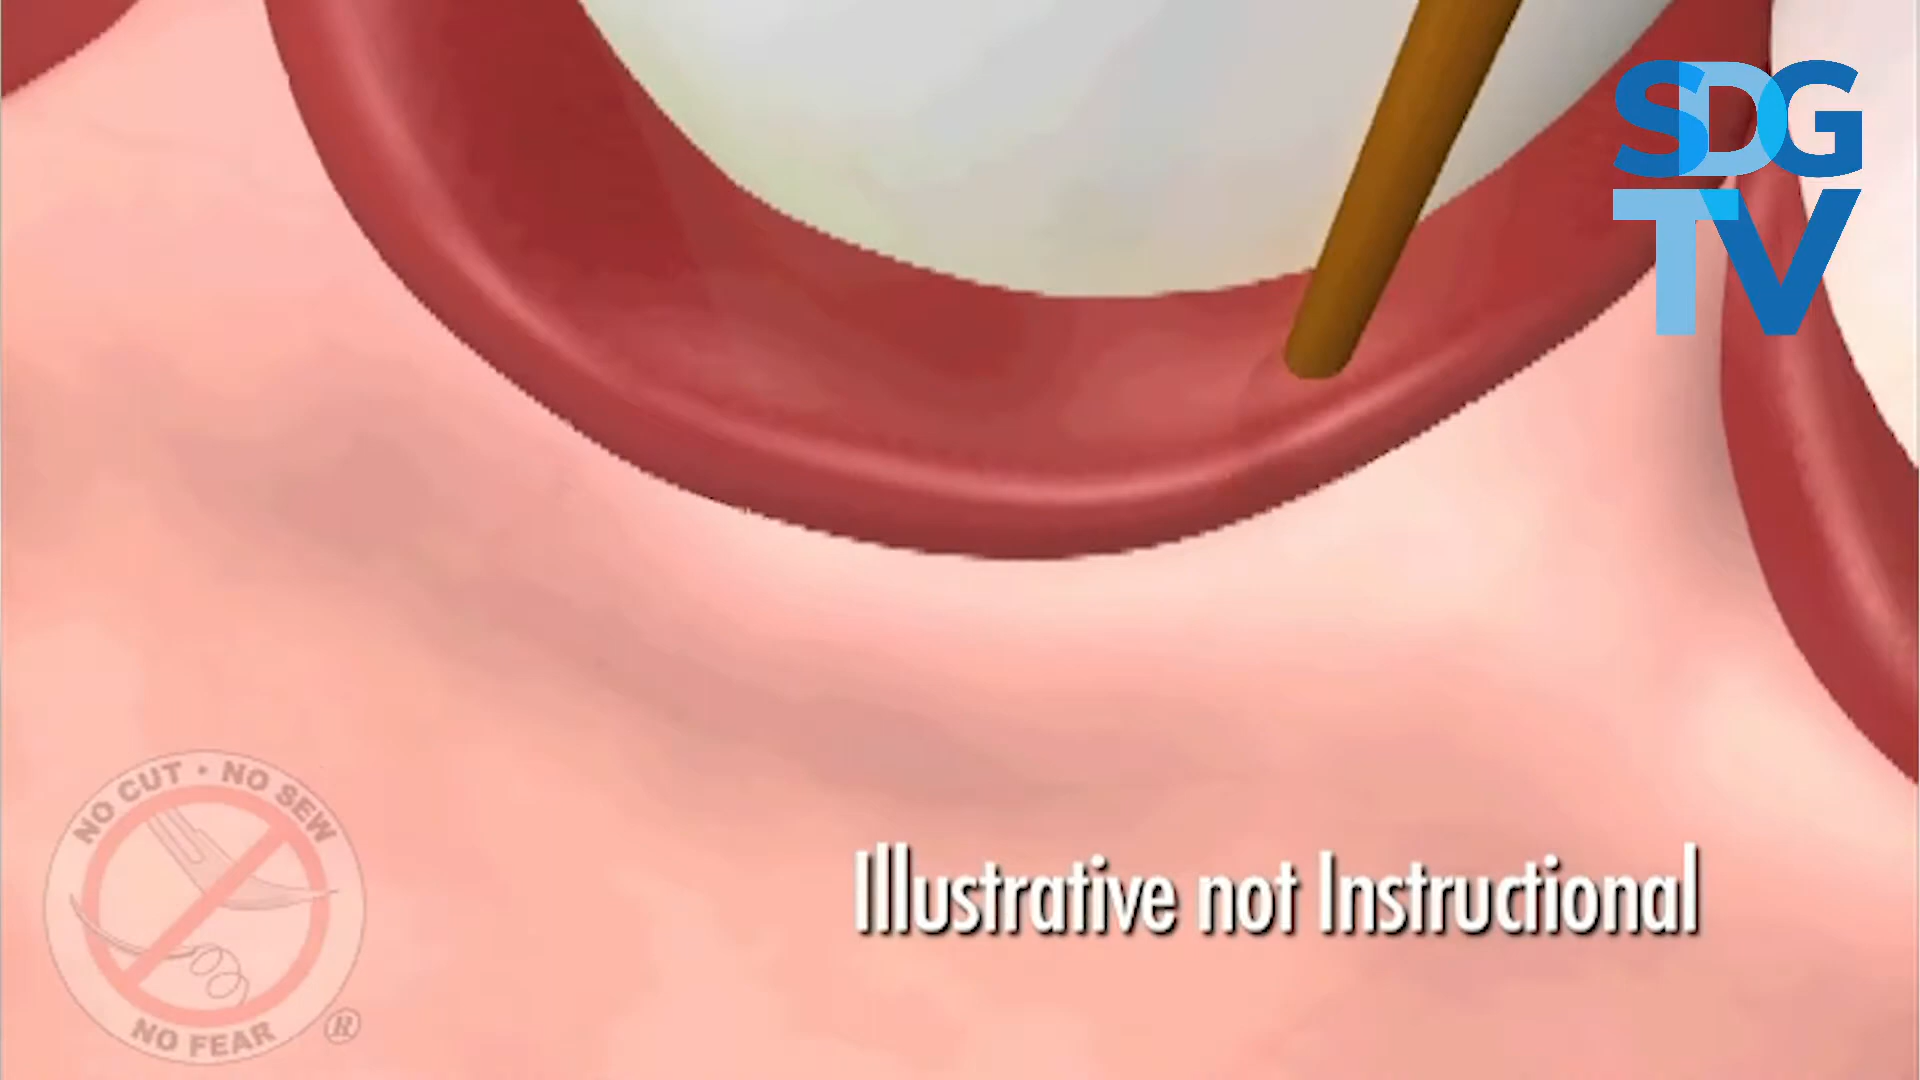 SDG
TV
NO CUT • NO SEW
NO FEAR
®
Illustrative not Instructional